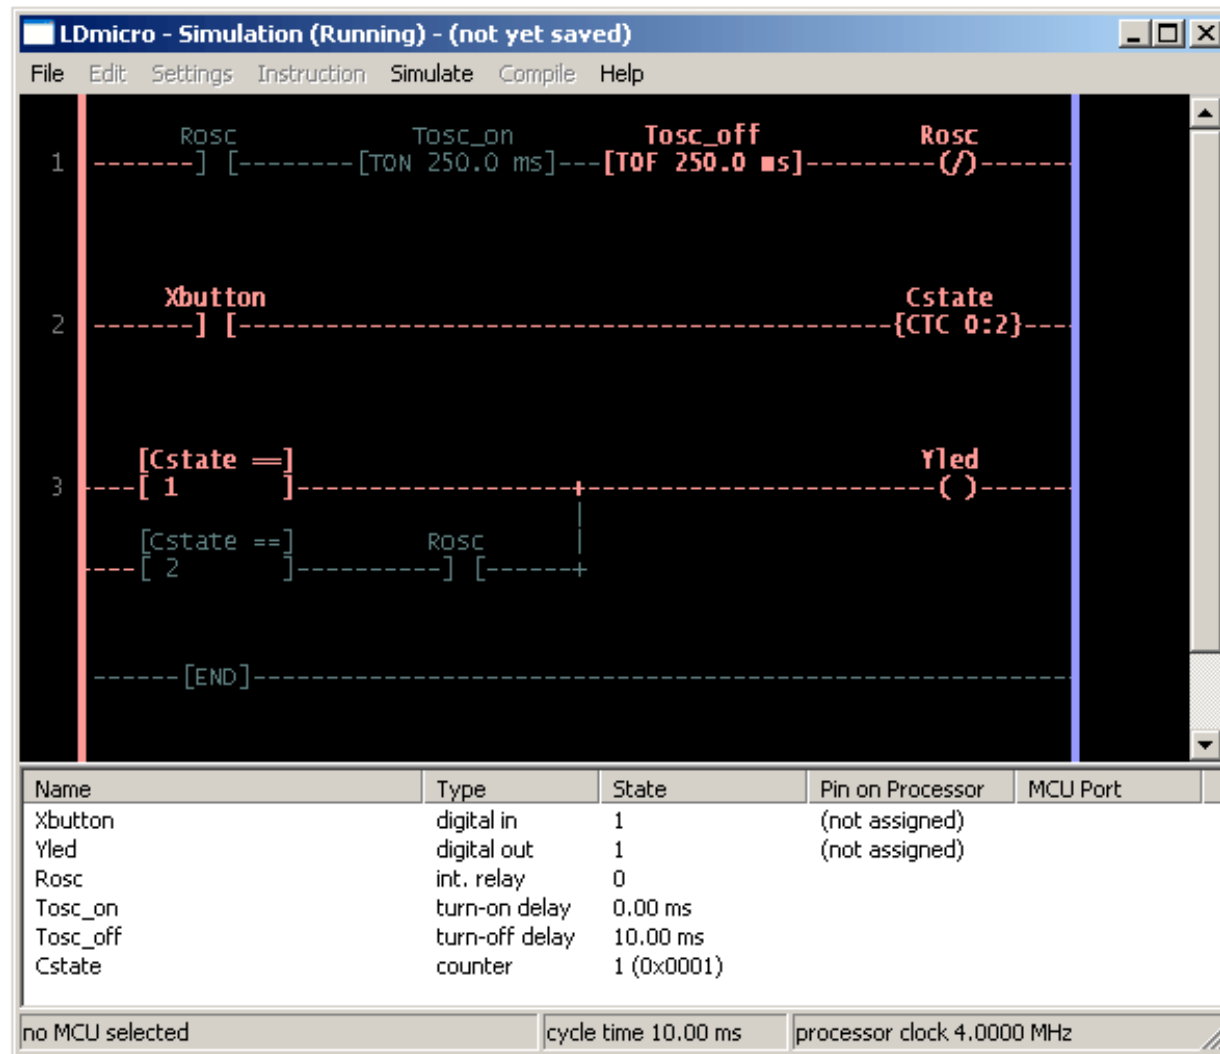 LDmicro - Simulation (Running) - (not yet saved)
File Edit Settings Instruction Simulate Compile Help
Rosc Tosc_on Tosc_off Rosc
1 -------] [--------[TON 250.0 ms]---[TOF 250.0 ms]---------(/)------
Xbutton Cstate
2 -------] [-------------------------------------{CTC 0:2}----
[Cstate ==] Yled
3 ----[ 1 ]----------------+--------------------( )------
[Cstate ==] Rosc
----[ 2 ]----------] [------+
------[END]--------------------------------------------------
Name Type State Pin on Processor MCU Port
Xbutton digital in 1 (not assigned)
Yled digital out 1 (not assigned)
Rosc int. relay 0
Tosc_on turn-on delay 0.00 ms
Tosc_off turn-off delay 10.00 ms
Cstate counter 1 (0x0001)
no MCU selected cycle time 10.00 ms processor clock 4.0000 MHz